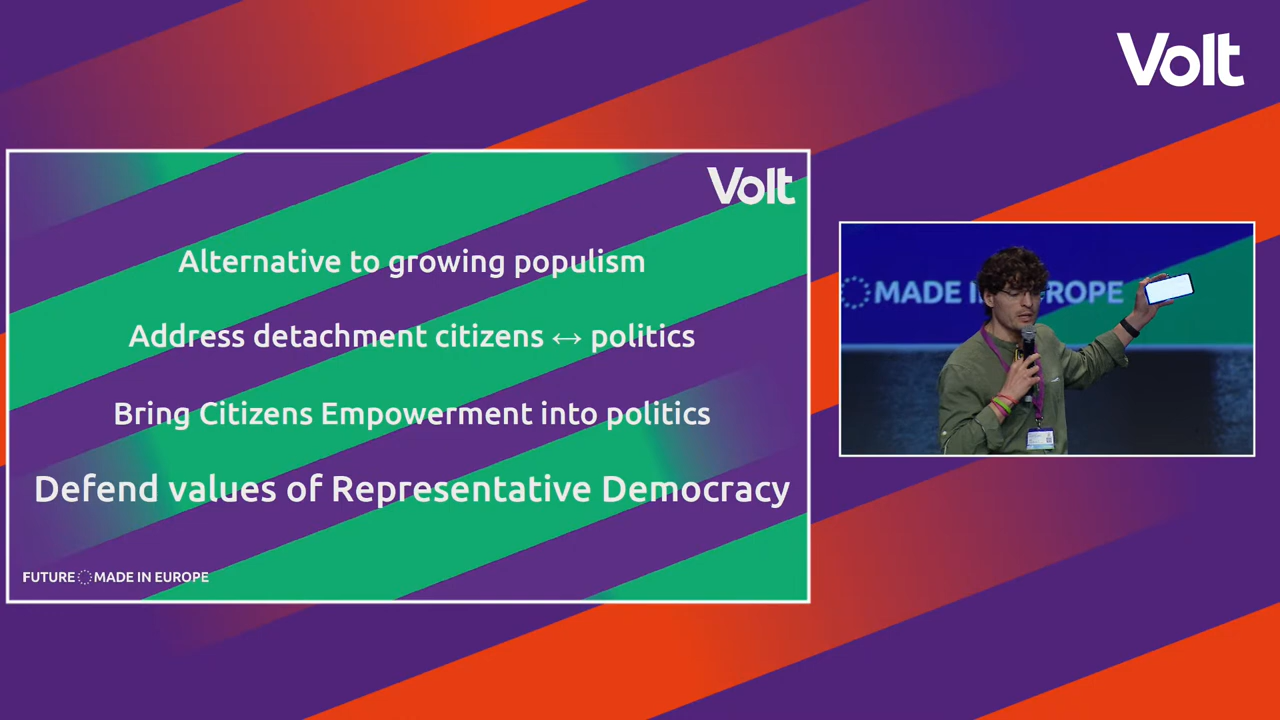 Volt
Volt
Alternative to growing populism
Address detachment citizens ↔ politics
Bring Citizens Empowerment into politics
Defend values of Representative Democracy
FUTURE MADE IN EUROPE
MADE IN EUROPE